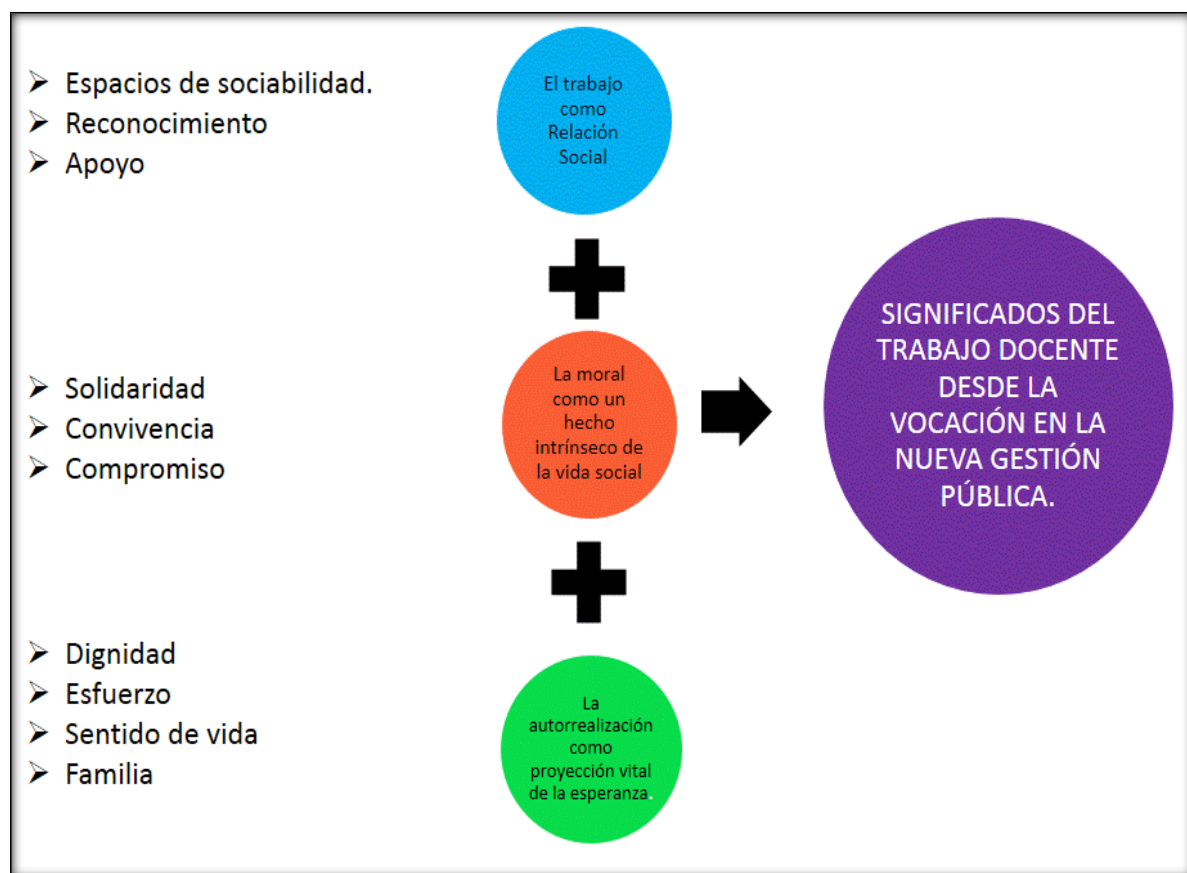 Espacios de sociabilidad.
Reconocimiento
Apoyo
El trabajo
como
Relación
Social
Solidaridad
Convivencia
Compromiso
La moral
como un
hecho
intrínseco de
la vida social
Dignidad
Esfuerzo
Sentido de vida
Familia
La
autorrealización
como
proyección vital
de la esperanza.
SIGNIFICADOS DEL
TRABAJO DOCENTE
DESDE LA
VOCACIÓN EN LA
NUEVA GESTIÓN
PÚBLICA.